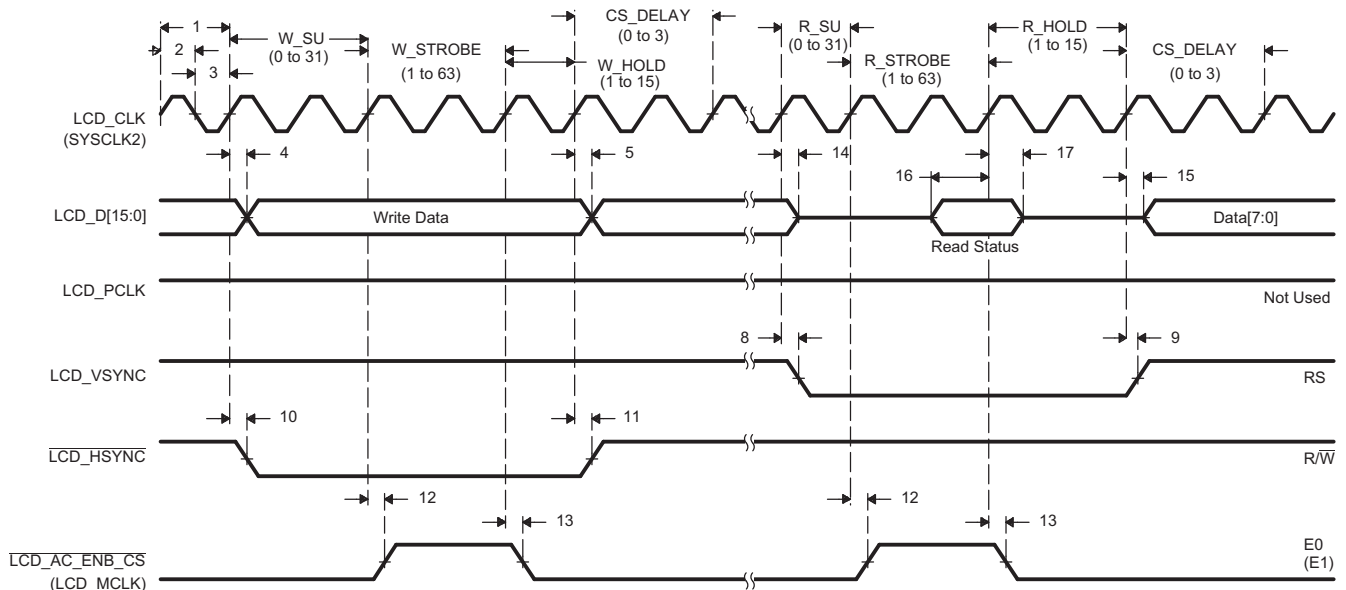 1
2
3
W_SU
(0 to 31)
W_STROBE
(1 to 63)
CS_DELAY
(0 to 3)
W_HOLD
(1 to 15)
R_SU
(0 to 31)
R_STROBE
(1 to 63)
R_HOLD
(1 to 15)
CS_DELAY
(0 to 3)
LCD_CLK
(SYSCLK2)
4
5
14
16
17
15
LCD_D[15:0]
Write Data
Read Status
Data[7:0]
LCD_PCLK
Not Used
8
9
LCD_VSYNC
RS
10
11
LCD_HSYNC
R/W
12
13
12
13
LCD_AC_ENB_CS
(LCD_MCLK)
E0
(E1)